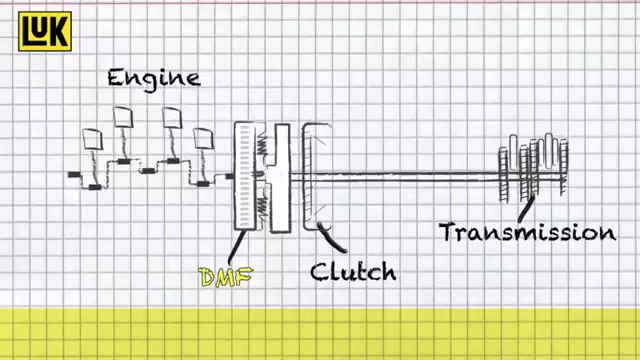 LUK
Engine
Transmission
DMF
Clutch